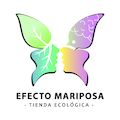 EFECTO MARIPOSA
- TIENDA ECOLÓGICA -